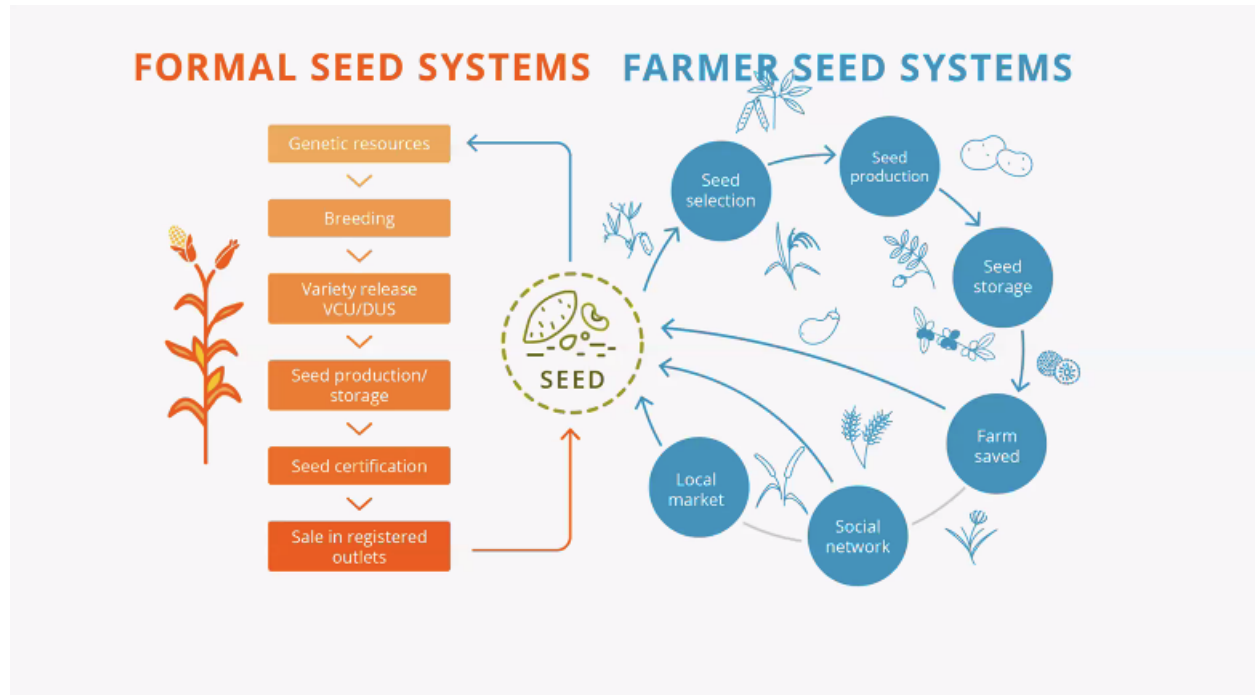 FORMAL SEED SYSTEMS
Genetic resources
Breeding
Variety release
VCU/DUS
Seed production/
storage
Seed certification
Sale in registered
outlets
SEED
FARMER SEED SYSTEMS
Seed
selection
Seed
production
Seed
storage
Farm
saved
Social
network
Local
market